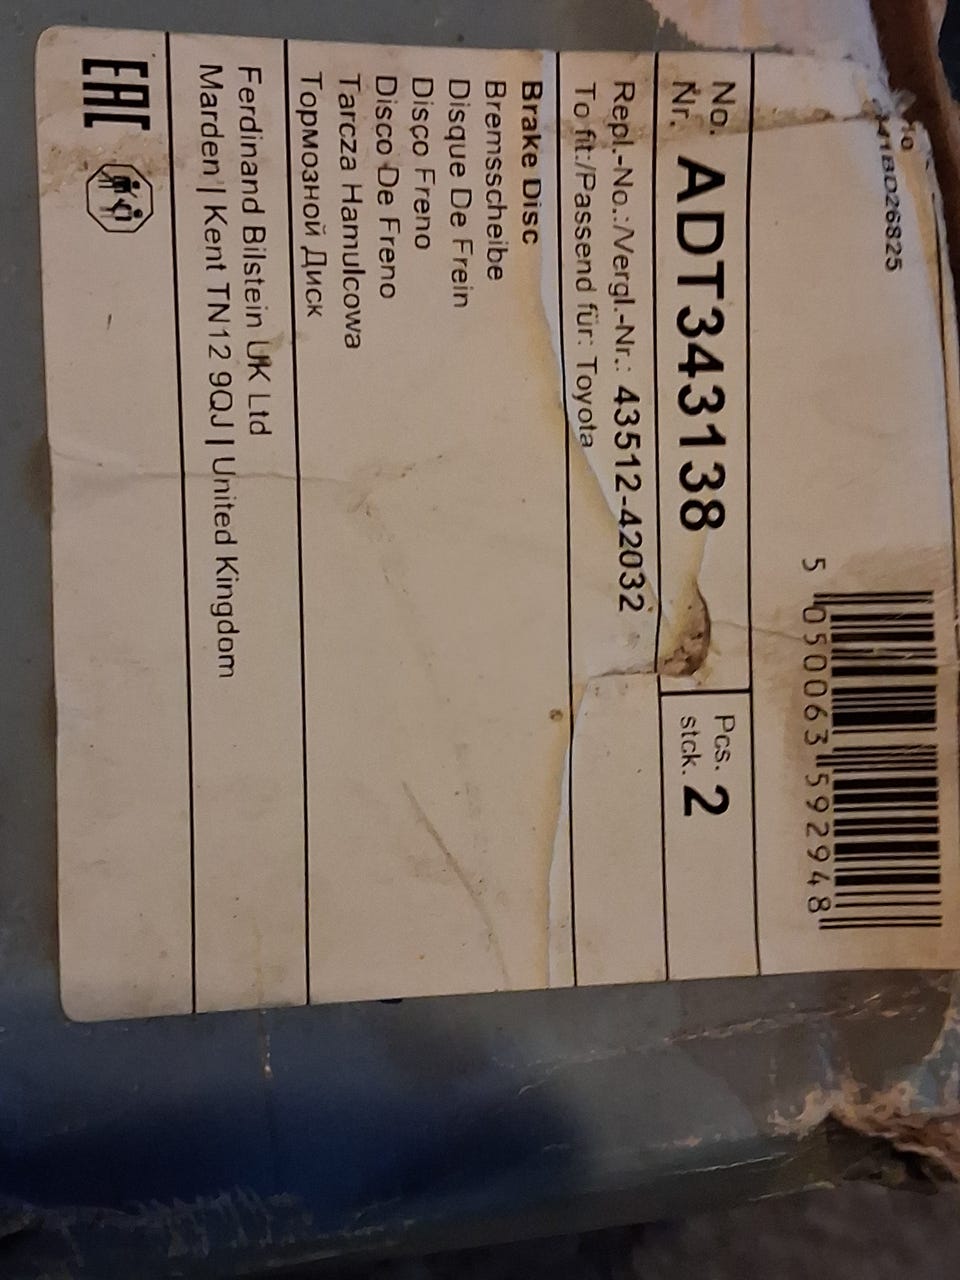 41BD26825
5 050063 592948
No.
Nr. ADT343138
Pcs.
stck. 2
Repl.-No.:/Vergl.-Nr.: 43512-42032
To fit:/Passend für: Toyota
Brake Disc
Bremsscheibe
Disque De Frein
Disço Freno
Disco De Freno
Tarcza Hamulcowa
Тормозной Диск
Ferdinand Bilstein UK Ltd
Marden | Kent TN12 9QJ | United Kingdom
EAC